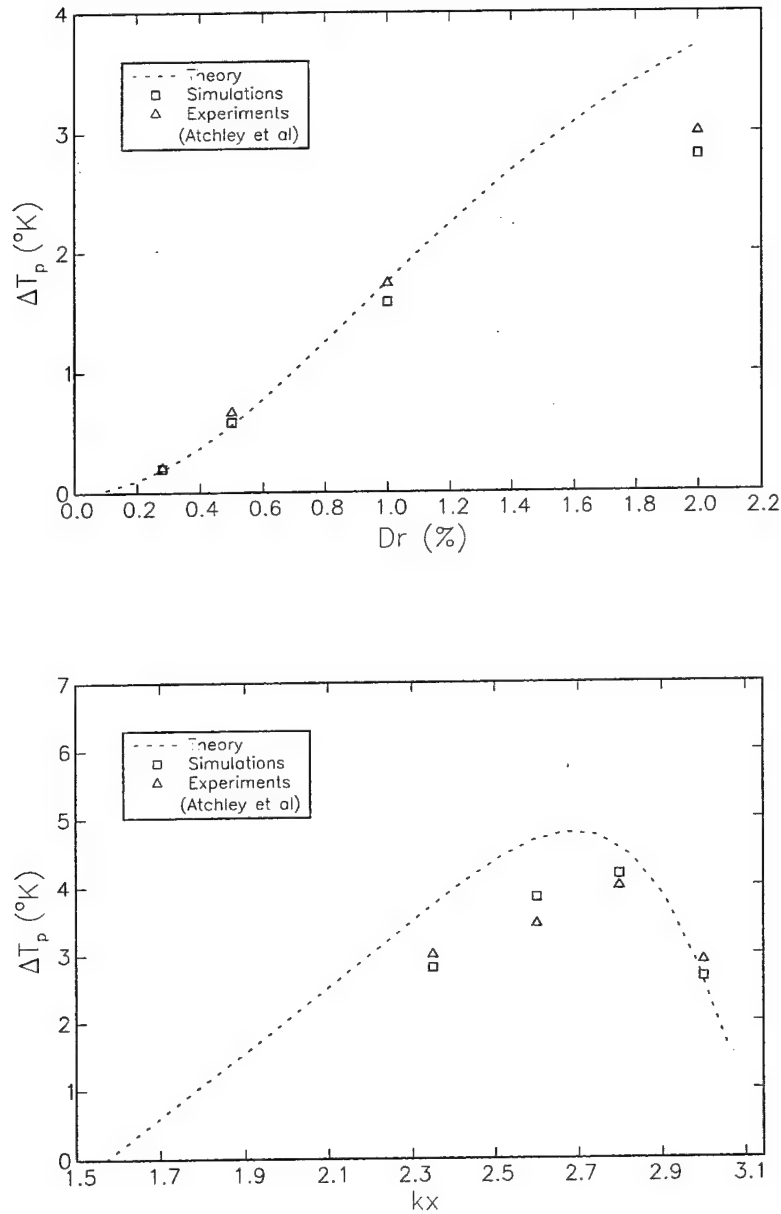 4
3
2
1
0
ΔTp (°K)
Theory
Simulations
Experiments
(Atchley et al)
0.0 0.2 0.4 0.6 0.8 1.0 1.2 1.4 1.6 1.8 2.0 2.2
Dr (%)
7
6
5
4
3
2
1
0
ΔTp (°K)
Theory
Simulations
Experiments
(Atchley et al)
1.5 1.7 1.9 2.1 2.3 2.5 2.7 2.9 3.1
kx